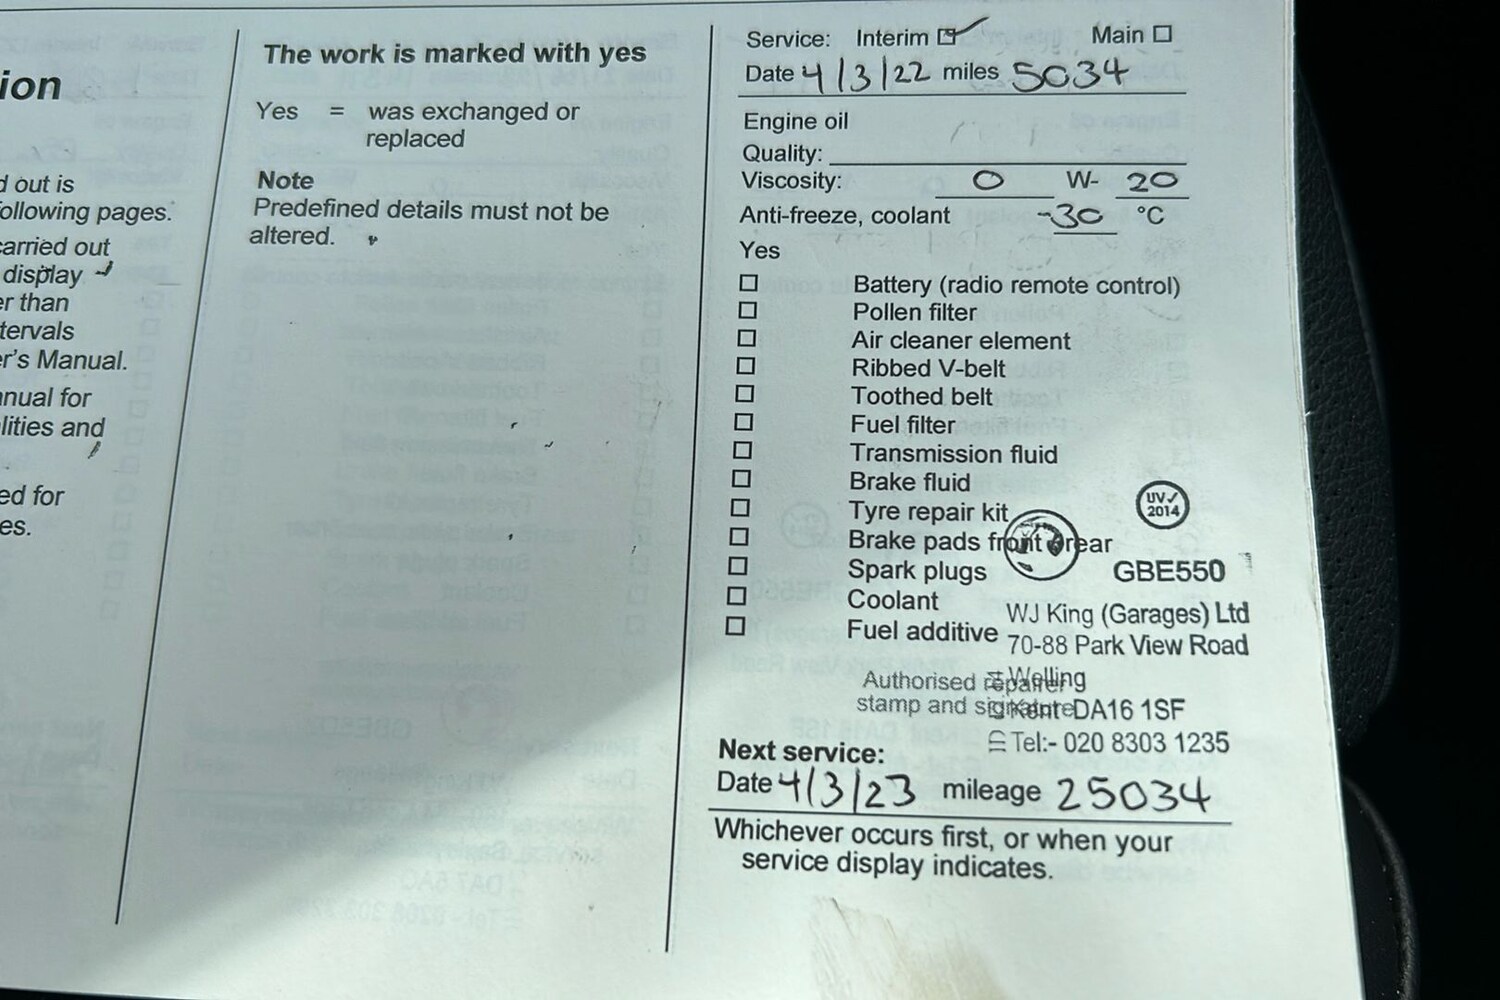 ion
d out is
ollowing pages.
carried out
display
er than
tervals
er's Manual.
nual for
lities and
ed for
es.
The work is marked with yes
Yes = was exchanged or
replaced
Note
Predefined details must not be
altered.
Service: Interim Main
Date 4/3/22 miles 5034
Engine oil
Quality:
Viscosity: 0 W- 20
Anti-freeze, coolant -30 °C
Yes
Battery (radio remote control)
Pollen filter
Air cleaner element
Ribbed V-belt
Toothed belt
Fuel filter
Transmission fluid
Brake fluid
Tyre repair kit
Brake pads front rear
Spark plugs
Coolant
Fuel additive
UV✓
2014
GBE550
WJ King (Garages) Ltd
70-88 Park View Road
Welling
Kent DA16 1SF
Tel:- 020 8303 1235
Authorised repairer
stamp and signature
Next service:
Date 4/3/23 mileage 25034
Whichever occurs first, or when your
service display indicates.